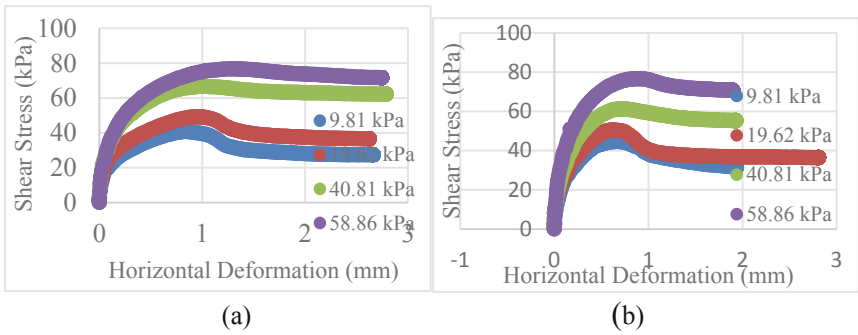 100
80
60
40
20
0
Shear Stress (kPa)
9.81 kPa
19.62 kPa
40.81 kPa
58.86 kPa
0
1
2
3
Horizontal Deformation (mm)
(a)
100
80
60
40
20
0
Shear Stress (kPa)
9.81 kPa
19.62 kPa
40.81 kPa
58.86 kPa
-1
0
1
2
3
Horizontal Deformation (mm)
(b)